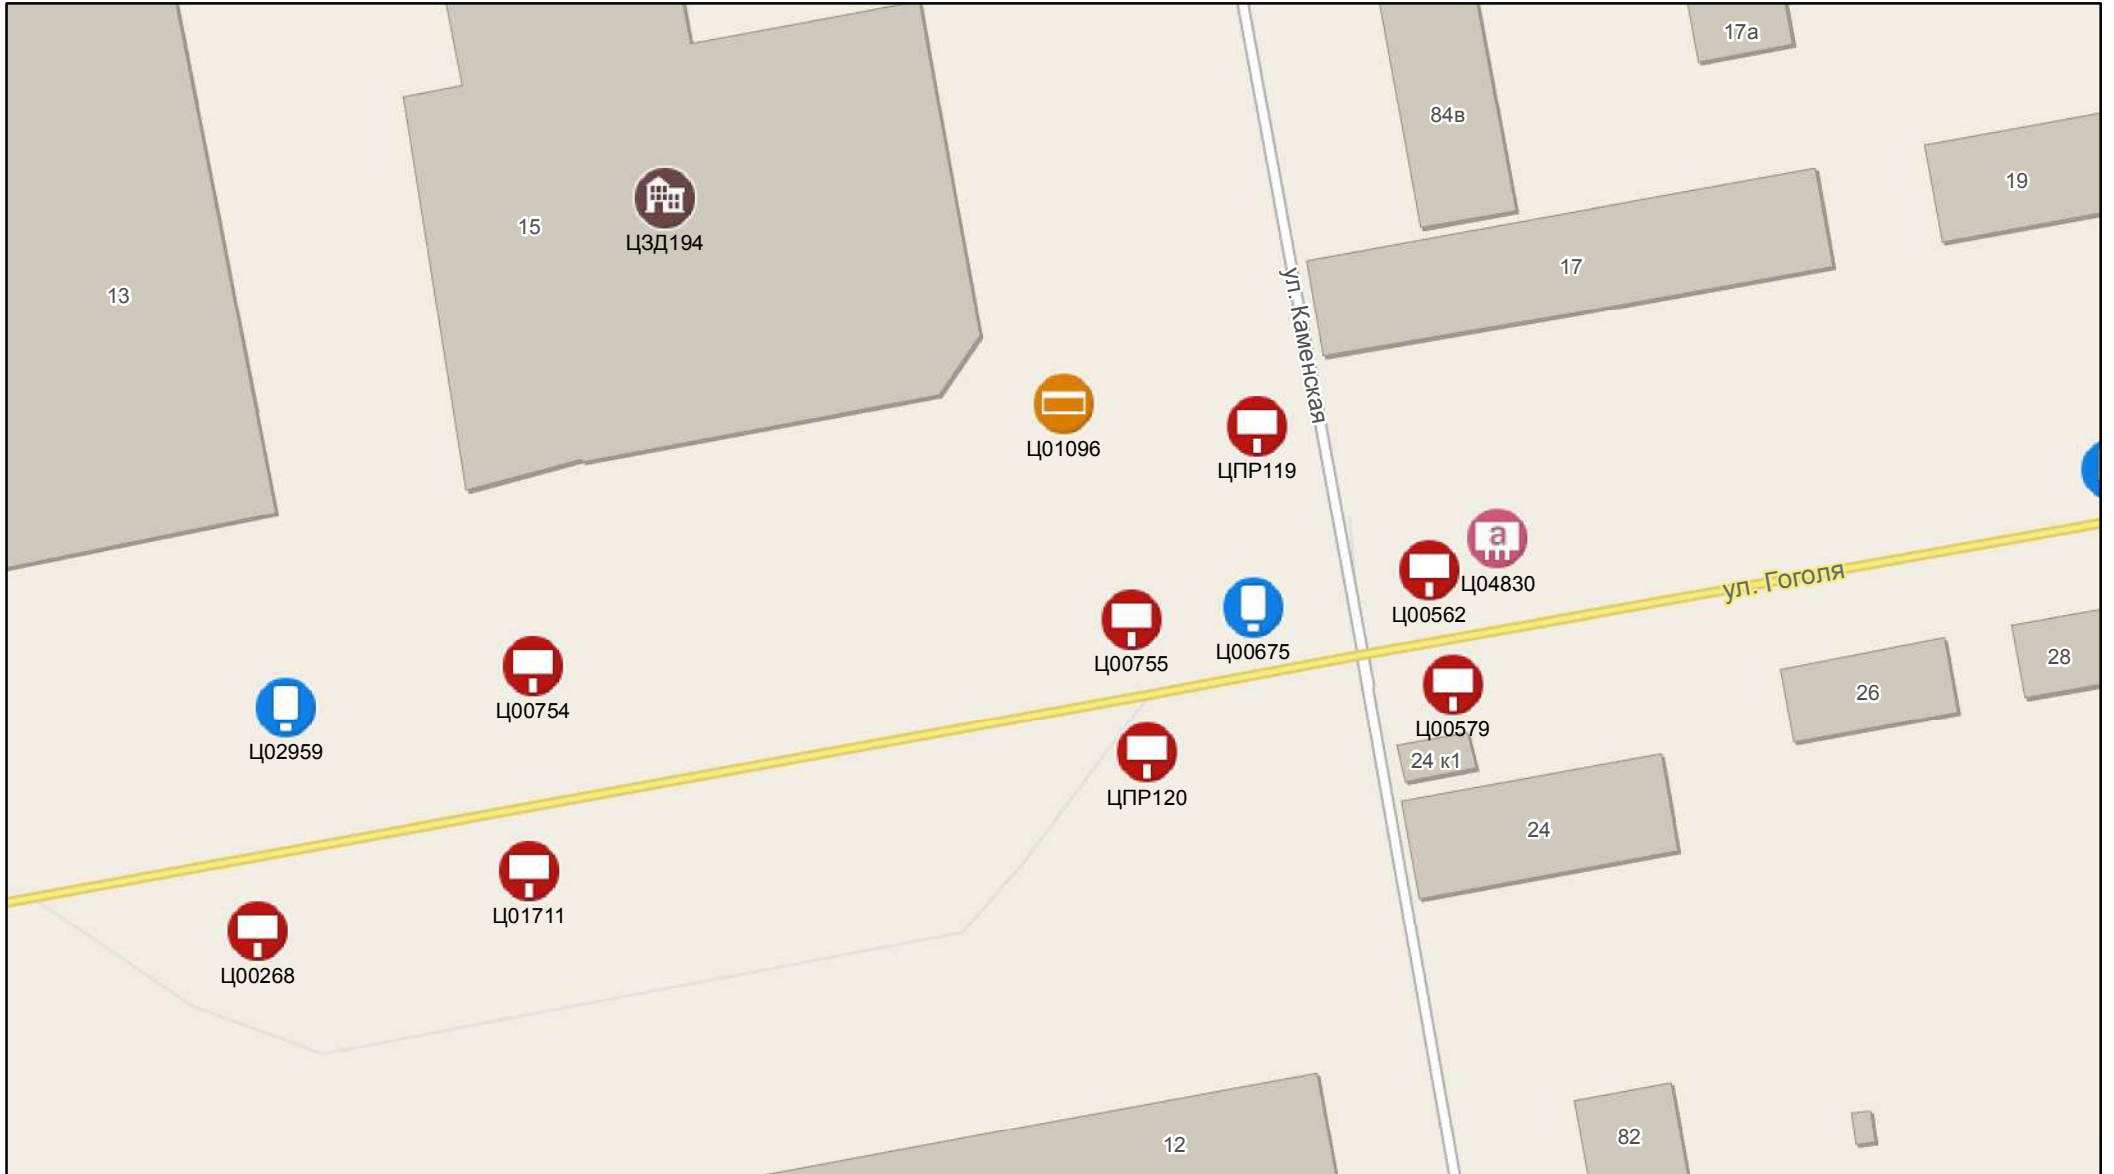 17а
84в
19
15
ЦЗД194
17
13
ул. Каменская
Ц01096
ЦПР119
а
Ц04830
ул. Гоголя
Ц00562
Ц00755
Ц00675
28
26
Ц00754
Ц00579
Ц02959
24 к1
ЦПР120
24
Ц01711
Ц00268
12
82